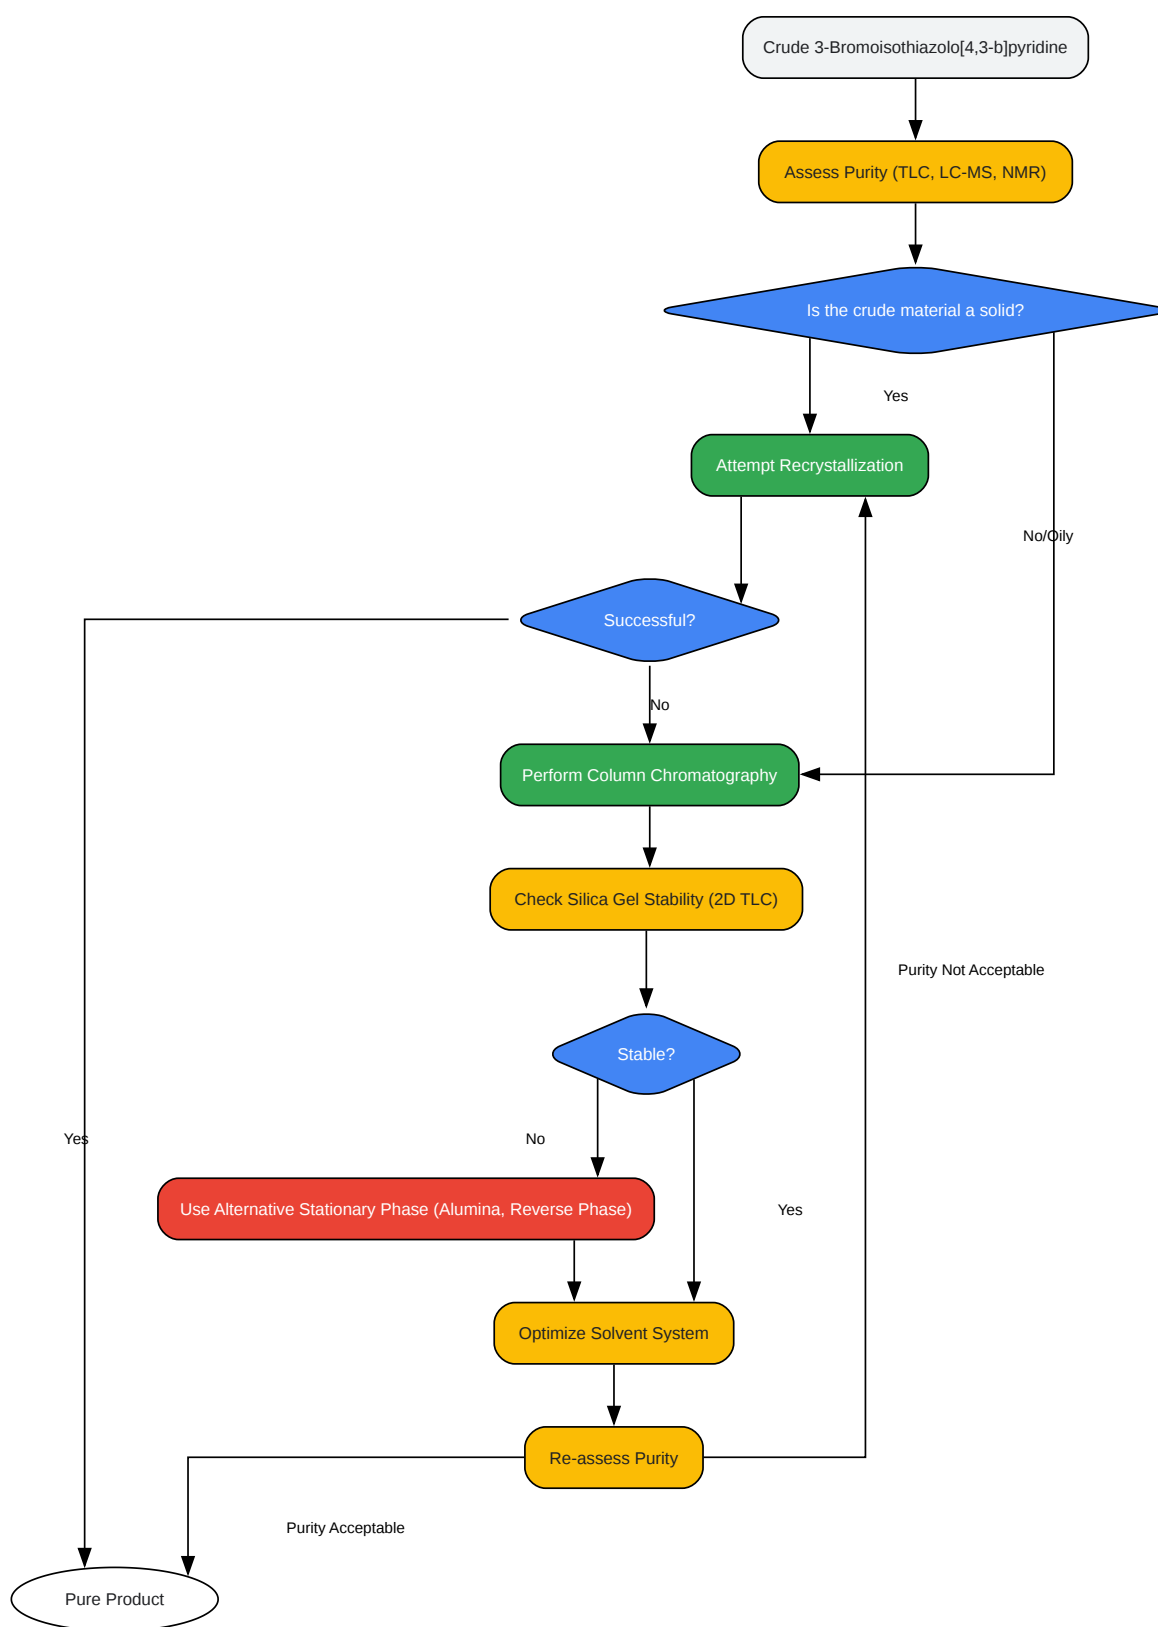 Crude 3-Bromoisothiazolo[4,3-b]pyridine
Assess Purity (TLC, LC-MS, NMR)
Is the crude material a solid?
Yes
Attempt Recrystallization
No/Oily
Successful?
No
Perform Column Chromatography
Check Silica Gel Stability (2D TLC)
Purity Not Acceptable
Stable?
Yes
No
Use Alternative Stationary Phase (Alumina, Reverse Phase)
Yes
Optimize Solvent System
Re-assess Purity
Purity Acceptable
Pure Product